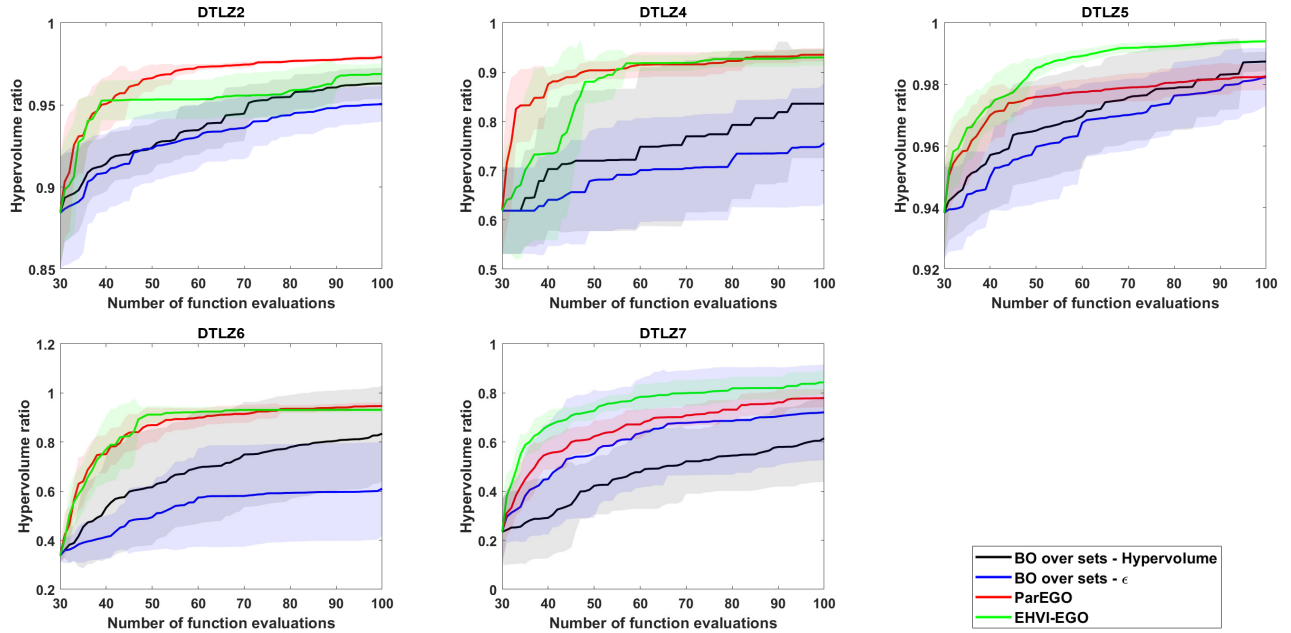 DTLZ2
1
0.95
0.9
0.85
Hypervolume ratio
30 40 50 60 70 80 90 100
Number of function evaluations
DTLZ4
1
0.9
0.8
0.7
0.6
0.5
Hypervolume ratio
30 40 50 60 70 80 90 100
Number of function evaluations
DTLZ5
1
0.98
0.96
0.94
0.92
Hypervolume ratio
30 40 50 60 70 80 90 100
Number of function evaluations
DTLZ6
1.2
1
0.8
0.6
0.4
0.2
Hypervolume ratio
30 40 50 60 70 80 90 100
Number of function evaluations
DTLZ7
1
0.8
0.6
0.4
0.2
0
Hypervolume ratio
30 40 50 60 70 80 90 100
Number of function evaluations
BO over sets - Hypervolume
BO over sets - ϵ
ParEGO
EHVI-EGO